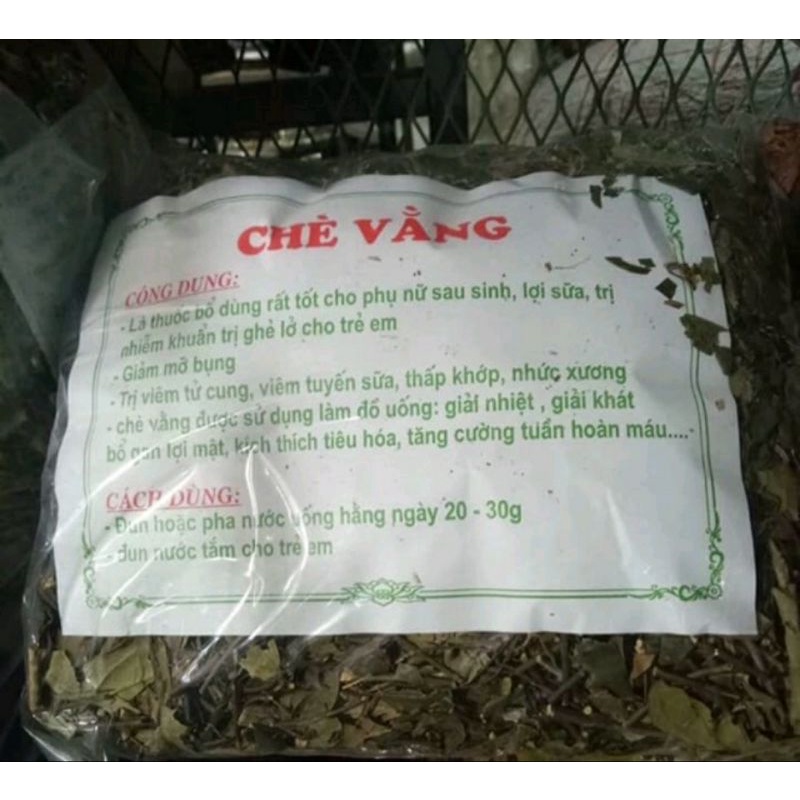 CHÈ VẰNG
CÔNG DỤNG:
- Là thuốc bổ dùng rất tốt cho phụ nữ sau sinh, lợi sữa, trị
nhiễm khuẩn trị ghẻ lở cho trẻ em
- Giảm mỡ bụng
- Trị viêm tử cung, viêm tuyến sữa, thấp khớp, nhức xương
- chè vằng được sử dụng làm đồ uống: giải nhiệt , giải khát
bổ gan lợi mật, kích thích tiêu hóa, tăng cường tuần hoàn máu....
CÁCH DÙNG:
- Đun hoặc pha nước uống hằng ngày 20 - 30g
- đun nước tắm cho trẻ em